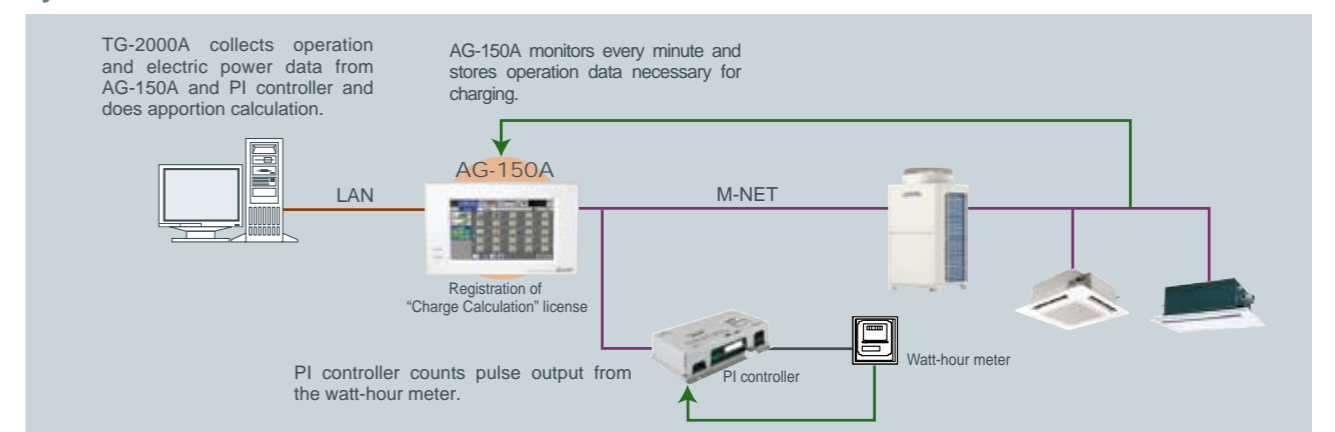 TG-2000A collects operation
and electric power data from
AG-150A and PI controller and
does apportion calculation.
AG-150A monitors every minute and
stores operation data necessary for
charging.
AG-150A
LAN
M-NET
Registration of
“Charge Calculation” license
PI controller counts pulse output from
the watt-hour meter.
PI controller
Watt-hour meter